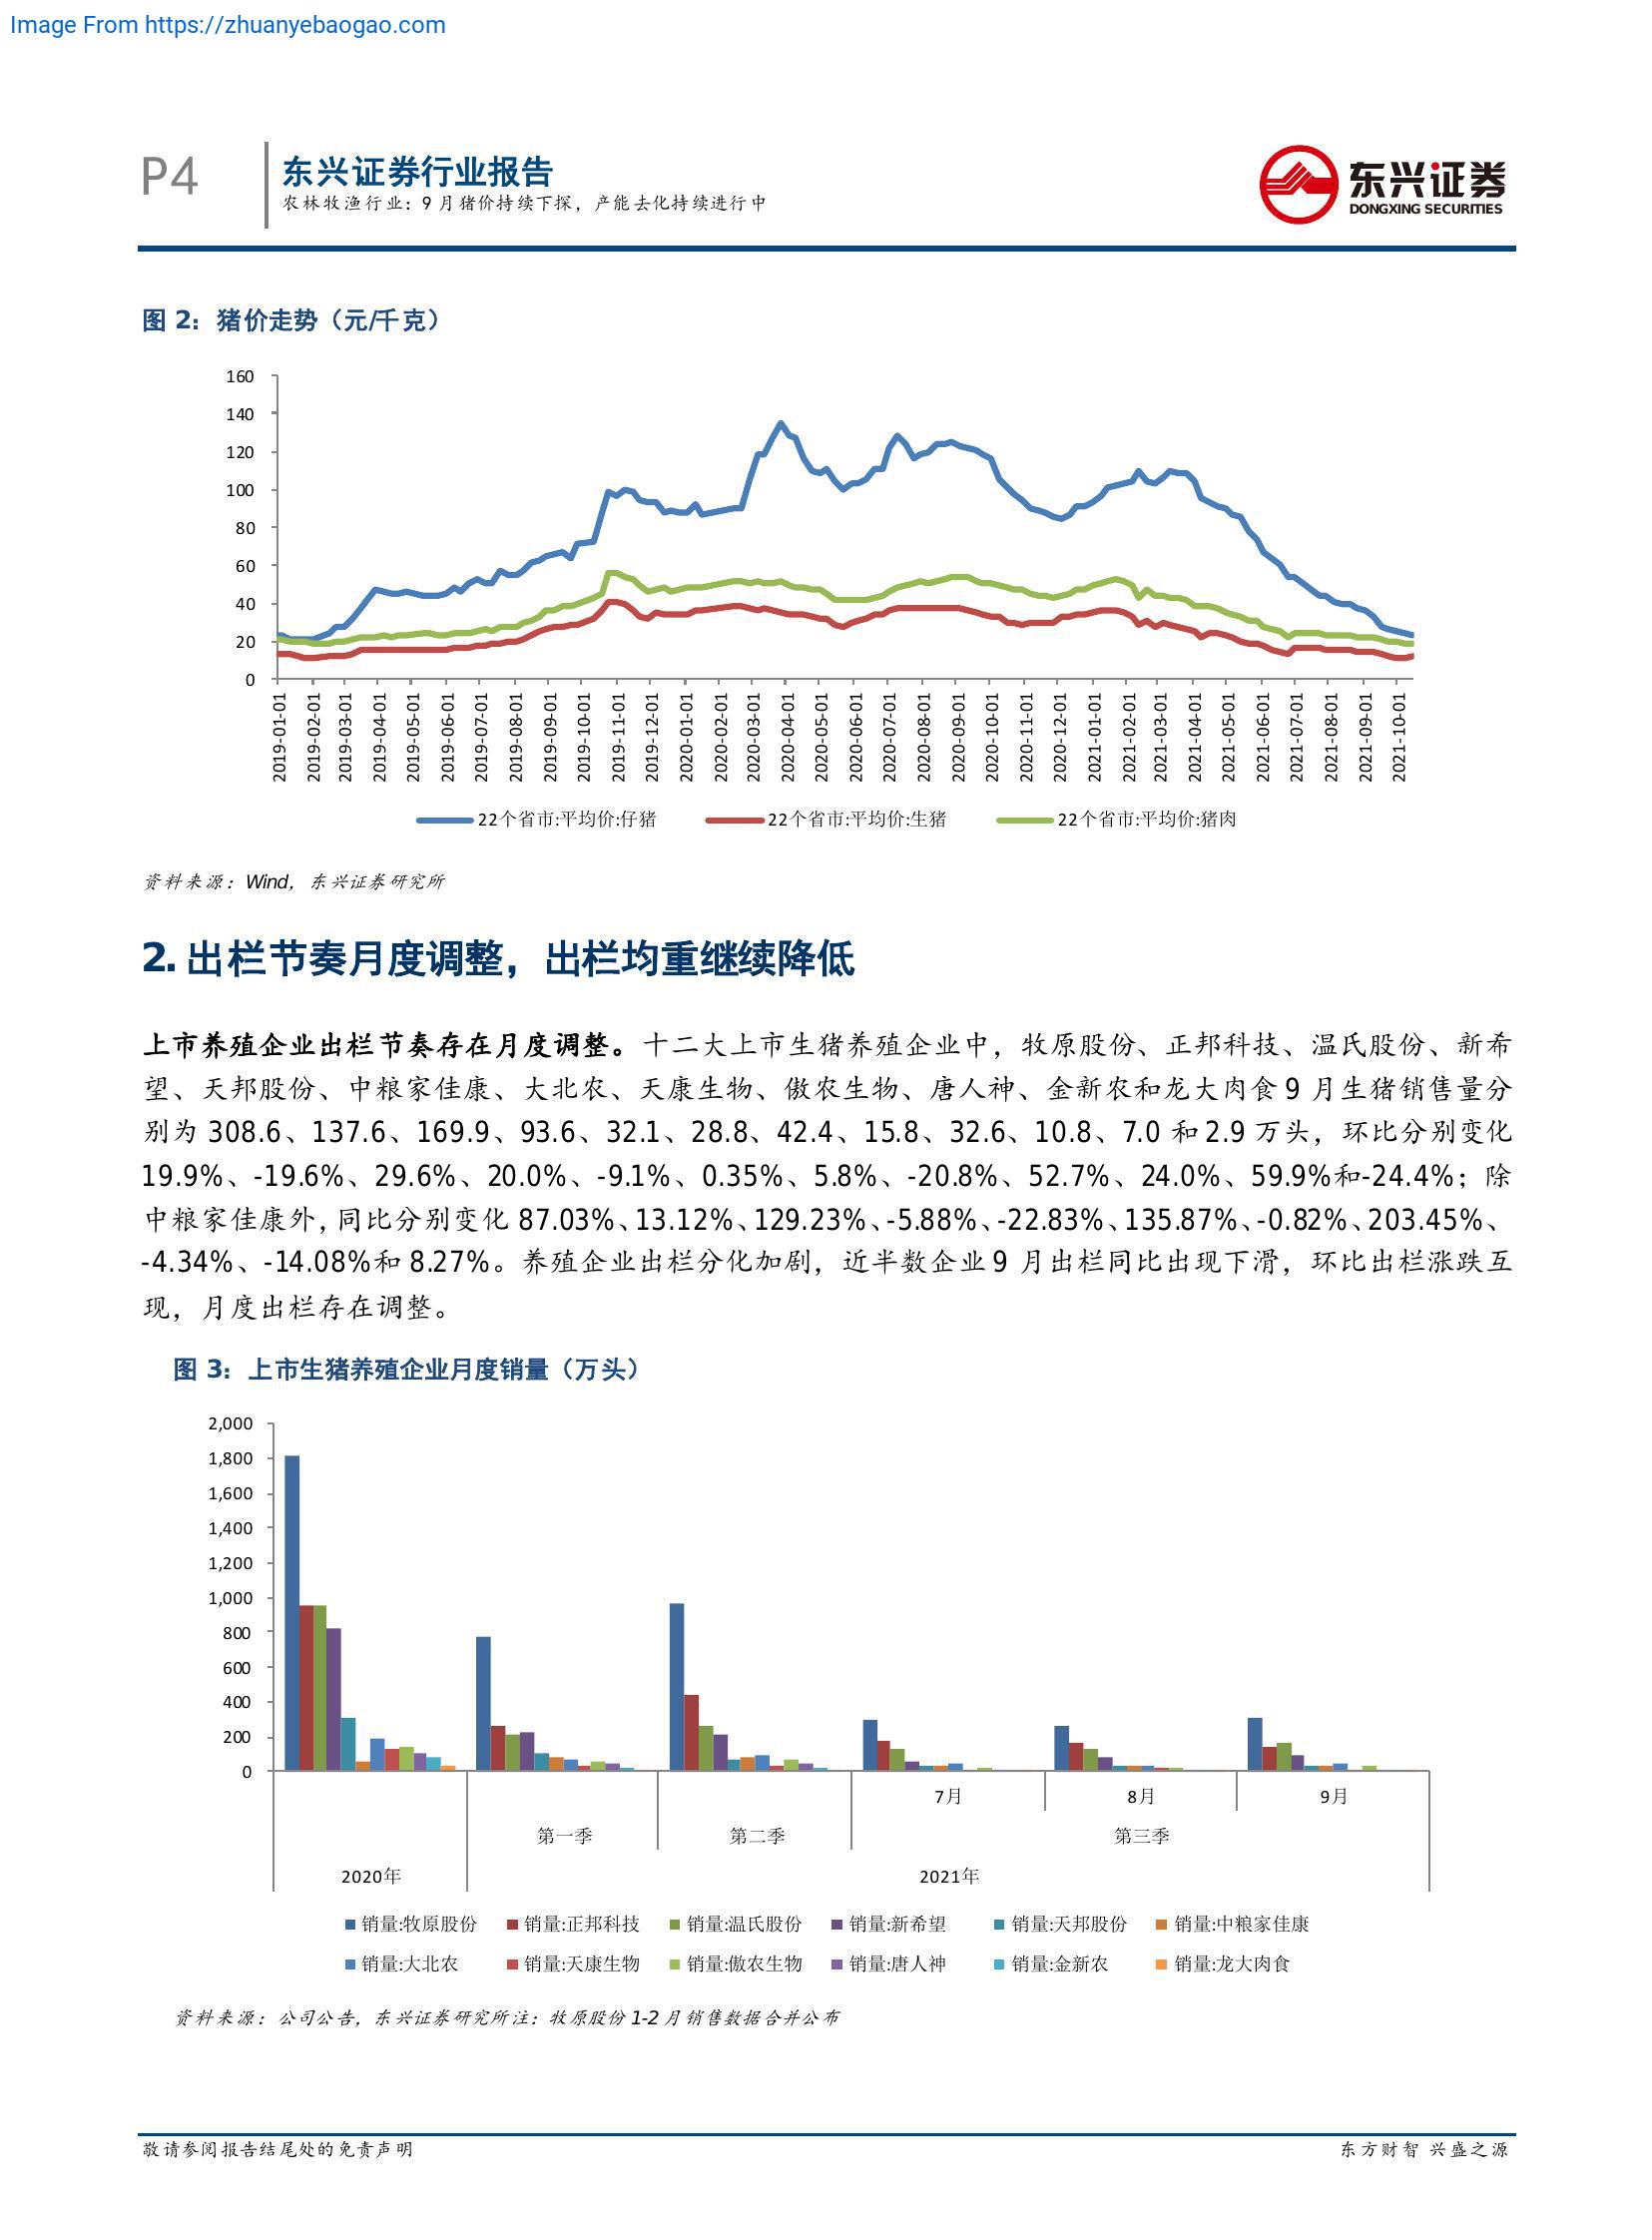 Image From https://zhuanyebaogao.com
P4
东兴证券行业报告
农林牧渔行业：9 月猪价持续下探，产能去化持续进行中
东兴证券
DONGXING SECURITIES
图 2：猪价走势（元/千克）
160
140
120
100
80
60
40
20
0
2019-01-01
2019-02-01
2019-03-01
2019-04-01
2019-05-01
2019-06-01
2019-07-01
2019-08-01
2019-09-01
2019-10-01
2019-11-01
2019-12-01
2020-01-01
2020-02-01
2020-03-01
2020-04-01
2020-05-01
2020-06-01
2020-07-01
2020-08-01
2020-09-01
2020-10-01
2020-11-01
2020-12-01
2021-01-01
2021-02-01
2021-03-01
2021-04-01
2021-05-01
2021-06-01
2021-07-01
2021-08-01
2021-09-01
2021-10-01
22个省市:平均价:仔猪 22个省市:平均价:生猪 22个省市:平均价:猪肉
资料来源：Wind，东兴证券研究所
2. 出栏节奏月度调整，出栏均重继续降低
上市养殖企业出栏节奏存在月度调整。十二大上市生猪养殖企业中，牧原股份、正邦科技、温氏股份、新希
望、天邦股份、中粮家佳康、大北农、天康生物、傲农生物、唐人神、金新农和龙大肉食 9 月生猪销售量分
别为 308.6、137.6、169.9、93.6、32.1、28.8、42.4、15.8、32.6、10.8、7.0 和 2.9 万头，环比分别变化
19.9%、-19.6%、29.6%、20.0%、-9.1%、0.35%、5.8%、-20.8%、52.7%、24.0%、59.9%和-24.4%；除
中粮家佳康外，同比分别变化 87.03%、13.12%、129.23%、-5.88%、-22.83%、135.87%、-0.82%、203.45%、
-4.34%、-14.08%和 8.27%。养殖企业出栏分化加剧，近半数企业 9 月出栏同比出现下滑，环比出栏涨跌互
现，月度出栏存在调整。
图 3：上市生猪养殖企业月度销量（万头）
2,000
1,800
1,600
1,400
1,200
1,000
800
600
400
200
0
7月 8月 9月
第一季 第二季 第三季
2020年 2021年
销量:牧原股份 销量:正邦科技 销量:温氏股份 销量:新希望 销量:天邦股份 销量:中粮家佳康
销量:大北农 销量:天康生物 销量:傲农生物 销量:唐人神 销量:金新农 销量:龙大肉食
资料来源：公司公告，东兴证券研究所注：牧原股份 1-2 月销售数据合并公布
敬请参阅报告结尾处的免责声明
东方财智 兴盛之源